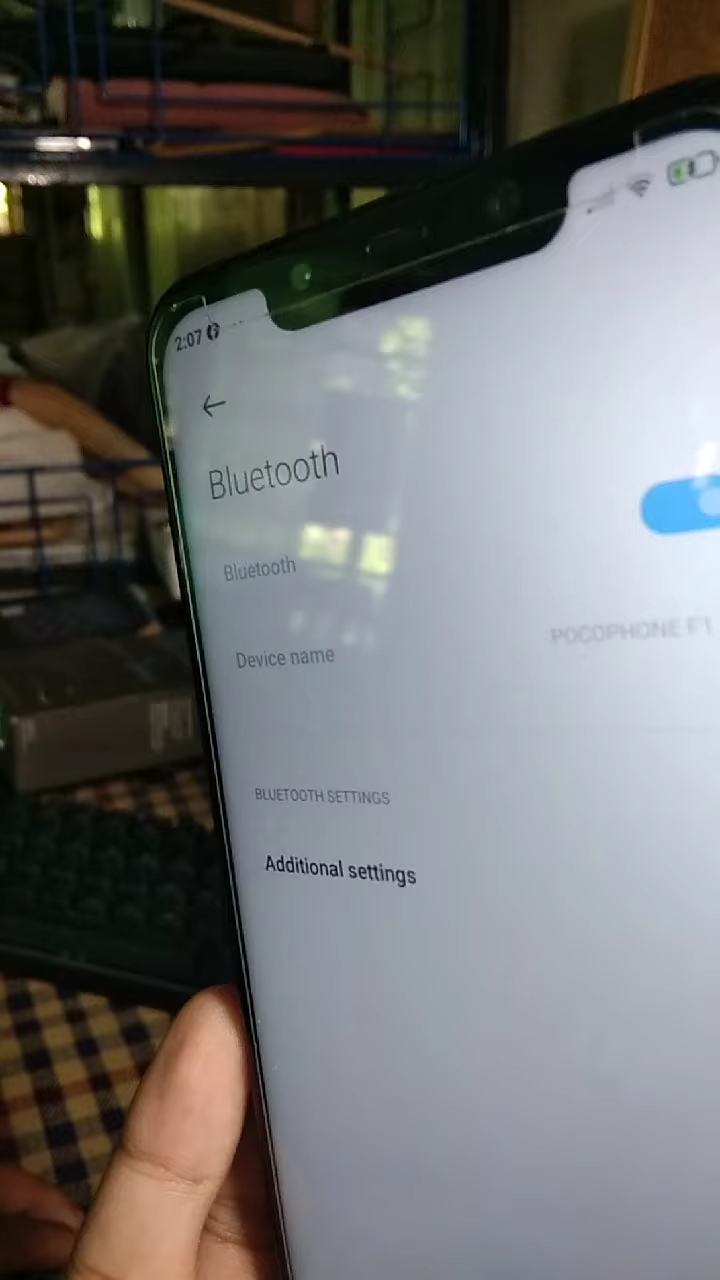 2:07
Bluetooth
Bluetooth
Device name
POCOPHONE F1
BLUETOOTH SETTINGS
Additional settings